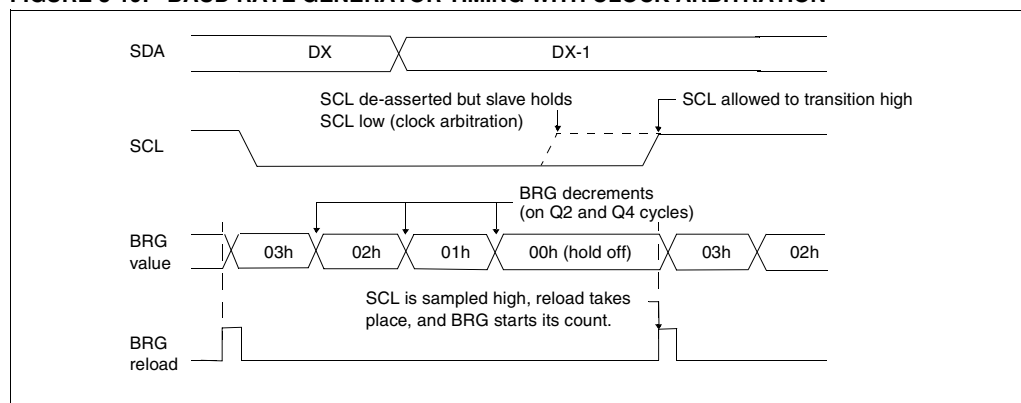 FIGURE 9-19: BAUD RATE GENERATOR TIMING WITH CLOCK ARBITRATION
SDA
DX
DX-1
SCL de-asserted but slave holds
SCL low (clock arbitration)
SCL allowed to transition high
SCL
BRG decrements
(on Q2 and Q4 cycles)
BRG
value
03h
02h
01h
00h (hold off)
03h
02h
SCL is sampled high, reload takes
place, and BRG starts its count.
BRG
reload